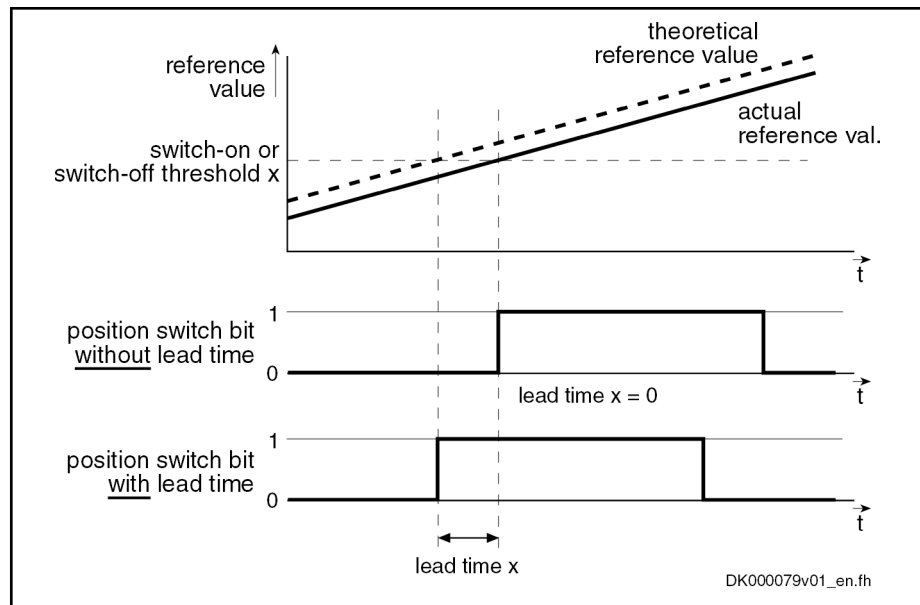 theoretical
reference value
reference
value
actual
reference val.
switch-on or
switch-off threshold x
t
1
position switch bit
without lead time
0
lead time x = 0
t
1
position switch bit
with lead time
0
t
lead time x
DK000079v01_en.fh